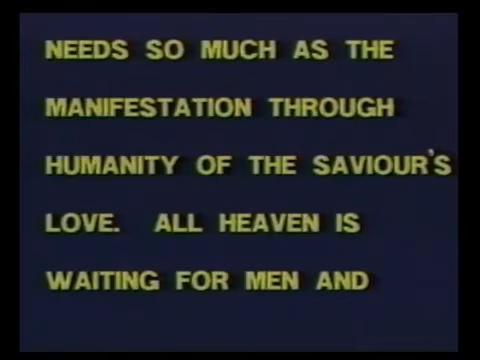 NEEDS SO MUCH AS THE
MANIFESTATION THROUGH
HUMANITY OF THE SAVIOUR'S
LOVE. ALL HEAVEN IS
WAITING FOR MEN AND